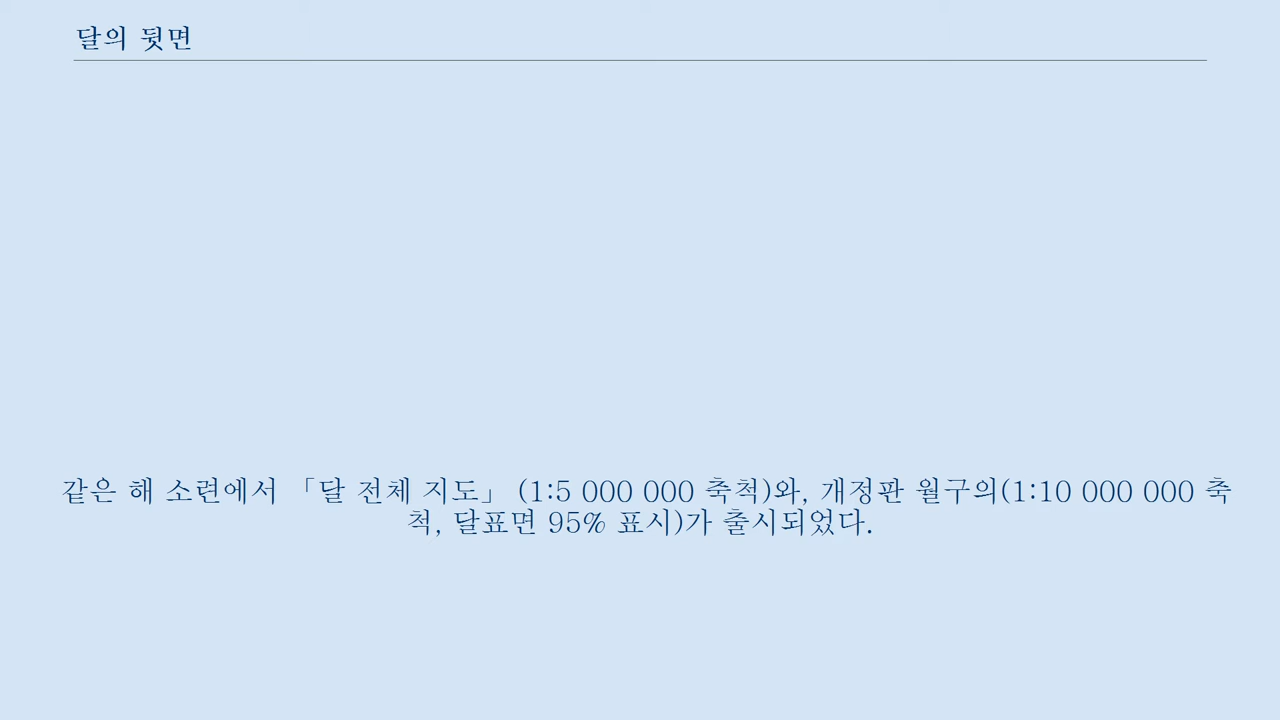 달의 뒷면
같은 해 소련에서 「달 전체 지도」 (1:5 000 000 축척)와, 개정판 월구의(1:10 000 000 축
척, 달표면 95% 표시)가 출시되었다.